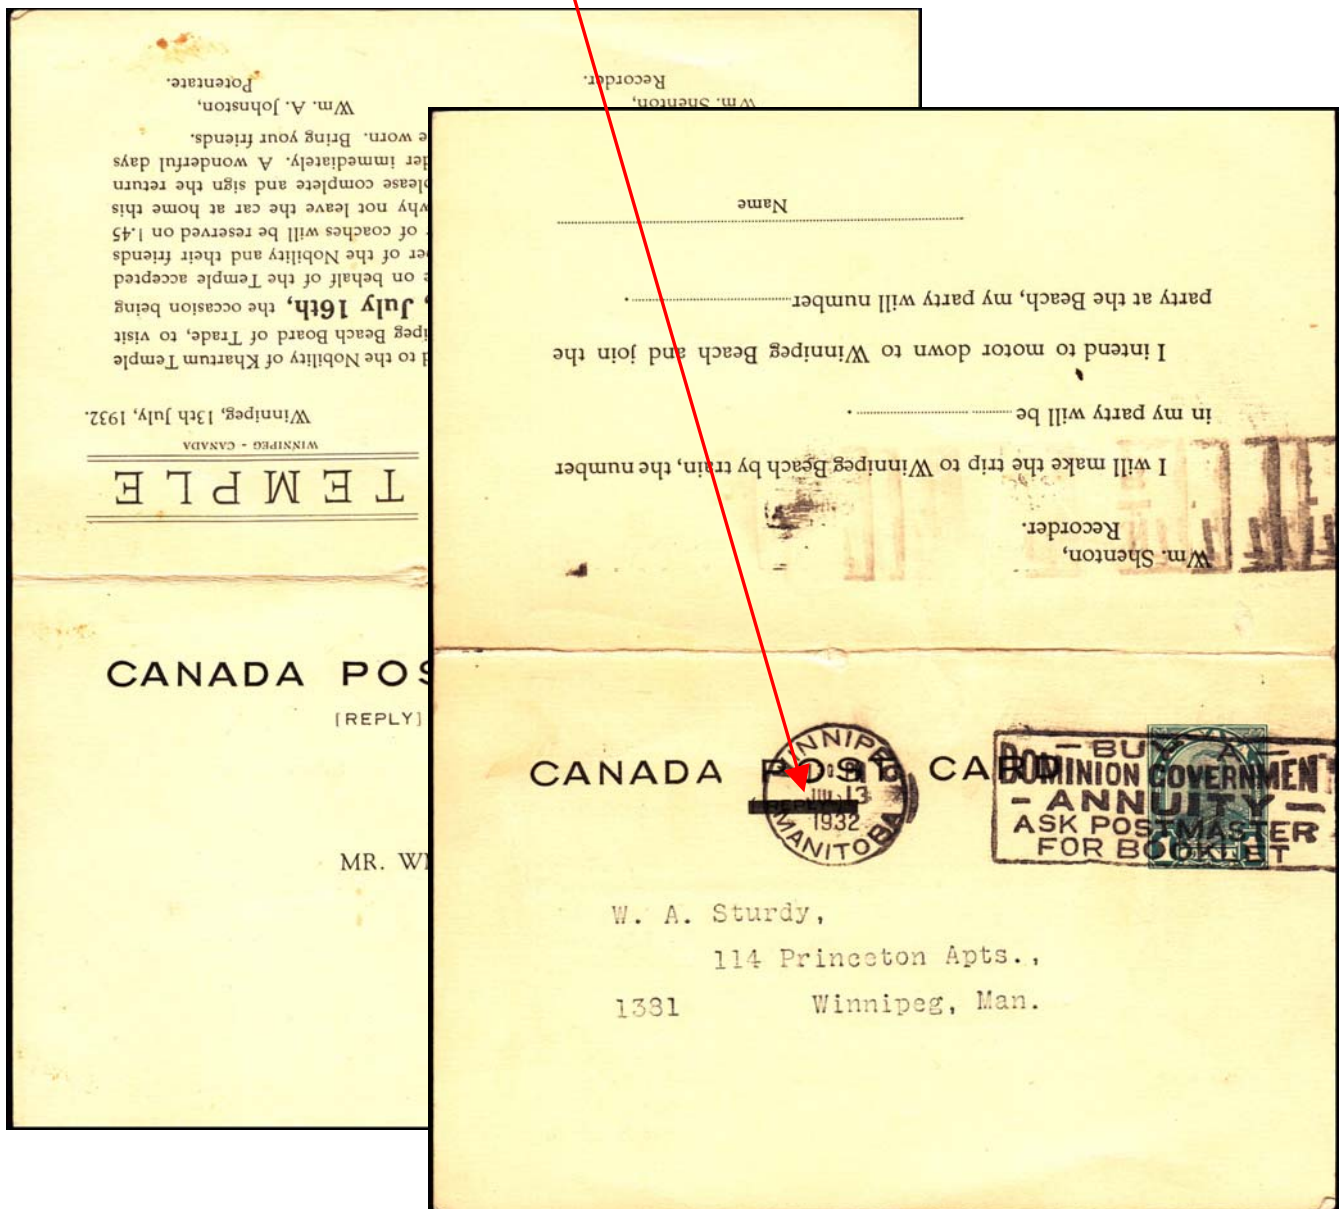 TEMPLE
WINNIPEG - CANADA
Winnipeg, 13th July, 1932.
to the Nobility of Khartum Temple
Beach Board of Trade, to visit
, July 16th, the occasion being
on behalf of the Temple accepted
of the Nobility and their friends
of coaches will be reserved on 1.45
why not leave the car at home this
please complete and sign the return
immediately. A wonderful days
worn. Bring your friends.
Wm. Shenton, Wm. A. Johnston,
Recorder. Potentate.
CANADA POS
[REPLY]
MR. W
Wm. Shenton,
Recorder.
I will make the trip to Winnipeg Beach by train, the number
in my party will be .
I intend to motor down to Winnipeg Beach and join the
party at the Beach, my party will number .
Name
CANADA POST CARD
(REPLY)
WINNIPEG
JUL 13
1932
MANITOBA
BUY A
DOMINION GOVERNMENT
- ANNUITY -
ASK POSTMASTER
FOR BOOKLET
W. A. Sturdy,
114 Princeton Apts.,
1381 Winnipeg, Man.